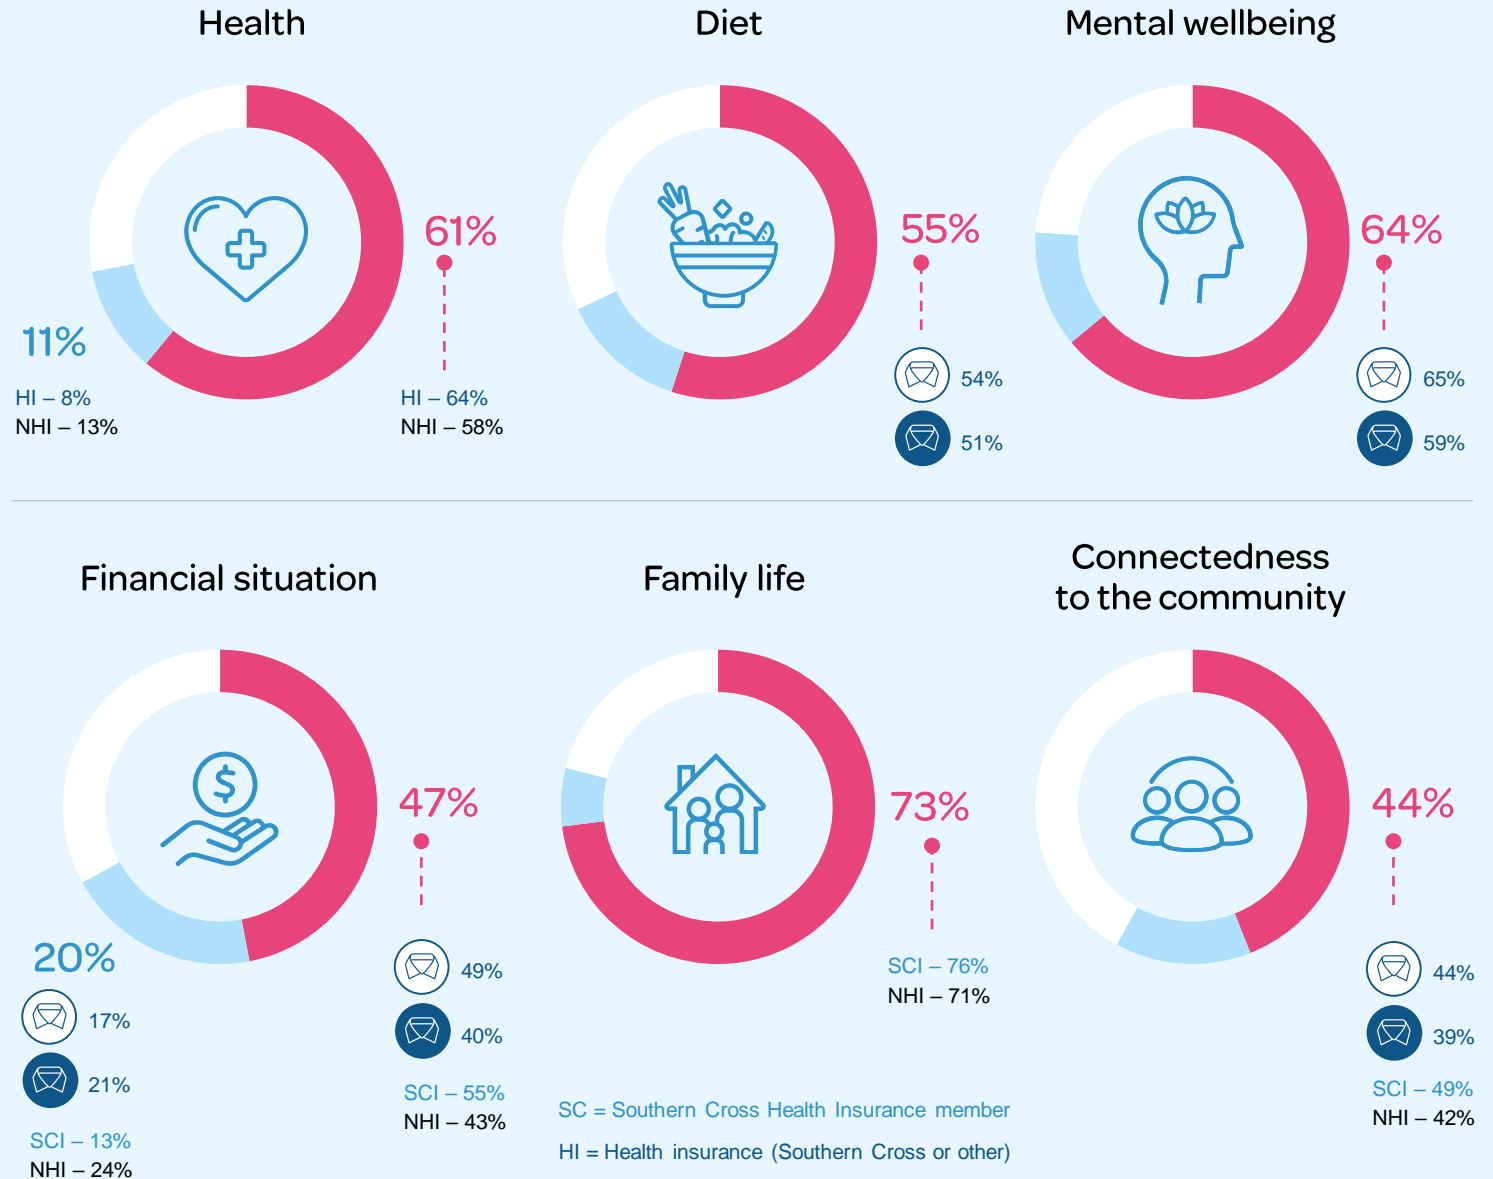 Health
61%
11%
HI – 8%
NHI – 13%
HI – 64%
NHI – 58%
Diet
55%
54%
51%
Mental wellbeing
64%
65%
59%
Financial situation
47%
20%
17%
21%
SCI – 13%
NHI – 24%
49%
40%
SCI – 55%
NHI – 43%
Family life
73%
SCI – 76%
NHI – 71%
Connectedness
to the community
44%
44%
39%
SCI – 49%
NHI – 42%
SC = Southern Cross Health Insurance member
HI = Health insurance (Southern Cross or other)